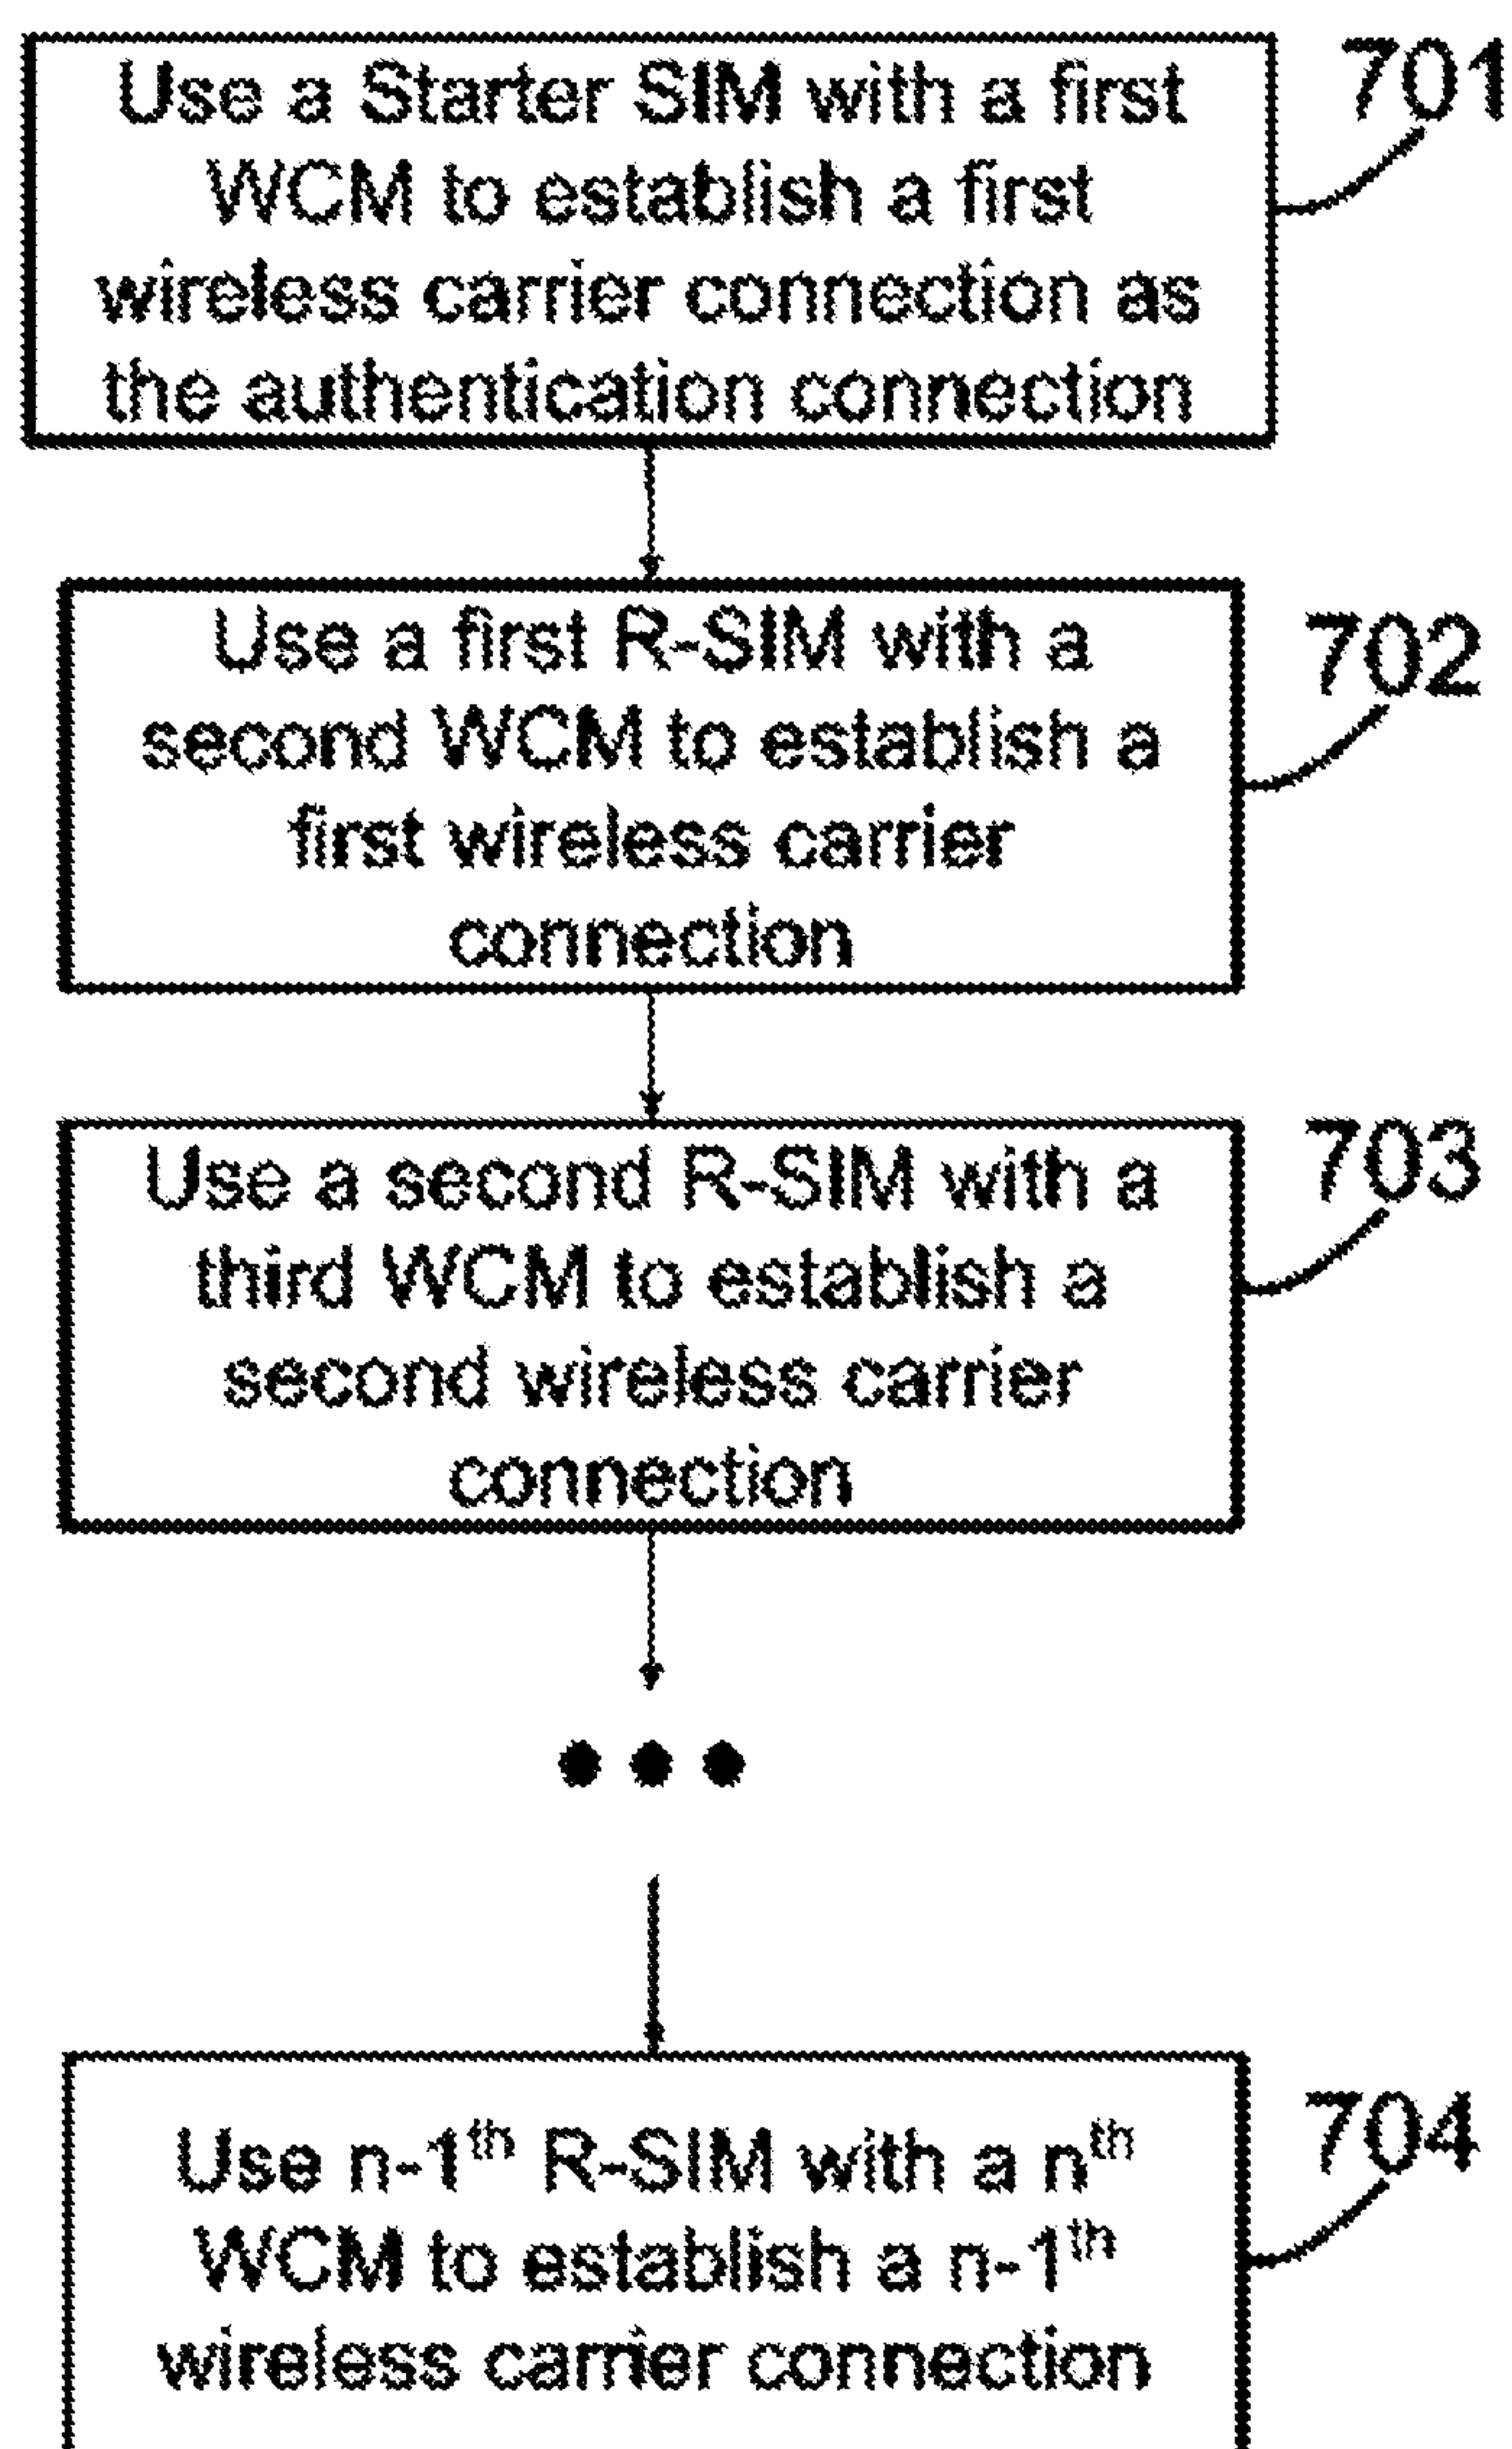 Use a Starter SIM with a first
WCM to establish a first
wireless carrier connection as
the authentication connection
701
Use a first R-SIM with a
second WCM to establish a
first wireless carrier
connection
702
Use a second R-SIM with a
third WCM to establish a
second wireless carrier
connection
703
•••
Use n-1th R-SIM with a nth
WCM to establish a n-1th
wireless carrier connection
704